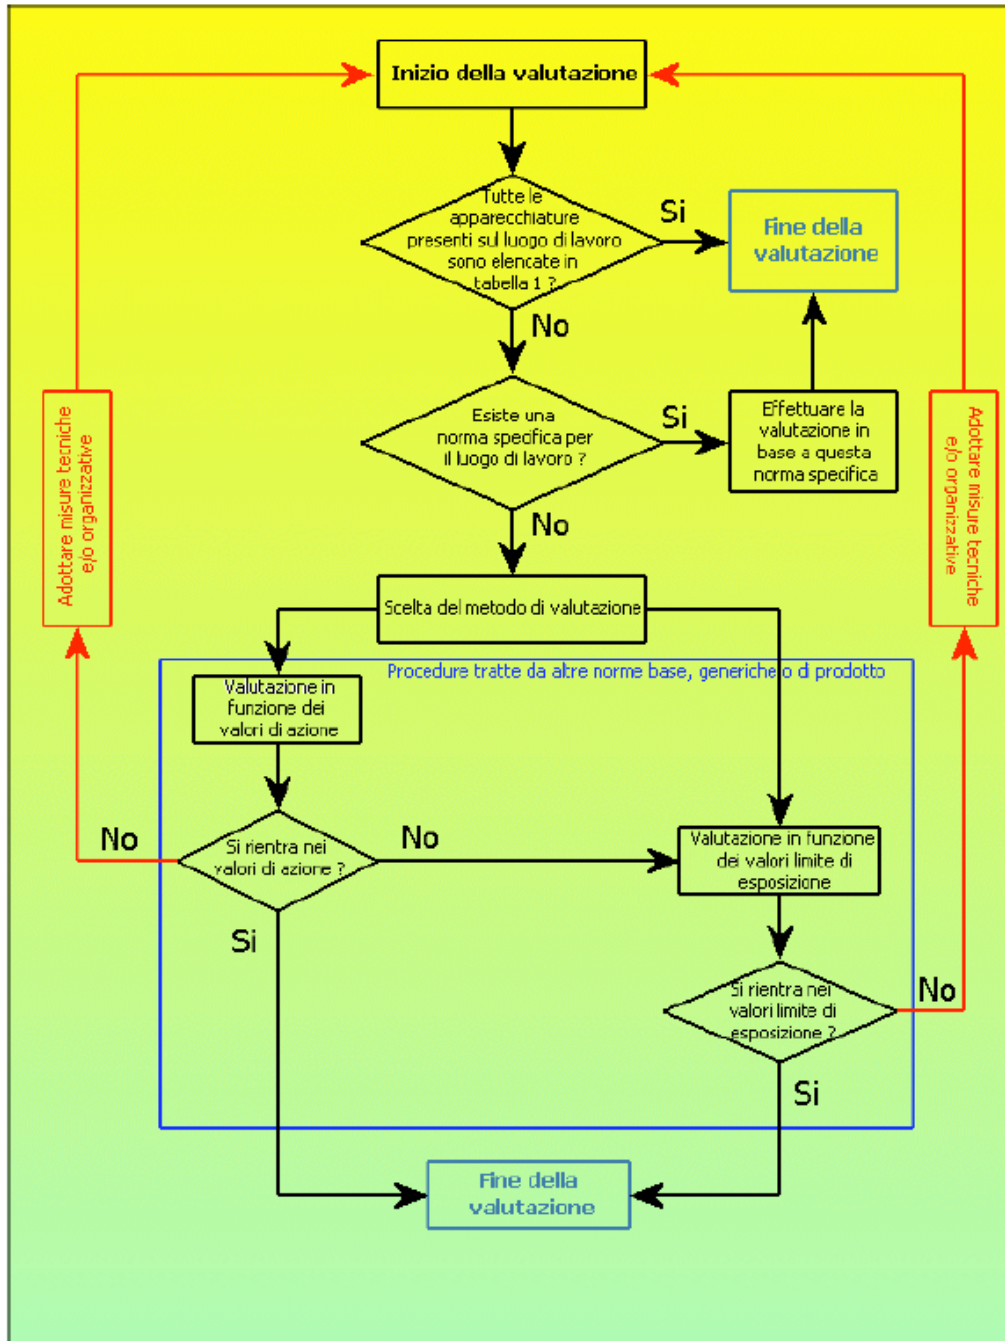 Inizio della valutazione
Tutte le
apparecchiature
presenti sul luogo di lavoro
sono elencate in
tabella 1 ?
Si
Fine della
valutazione
No
Esiste una
norma specifica per
il luogo di lavoro ?
Si
Effettuare la
valutazione in
base a questa
norma specifica
No
Adottare misure tecniche
e/o organizzative
Adottare misure tecniche
e/o organizzative
Scelta del metodo di valutazione
Procedure tratte da altre norme base, generiche o di prodotto
Valutazione in
funzione dei
valori di azione
No
Si rientra nei
valori di azione ?
No
Valutazione in funzione
dei valori limite di
esposizione
Si
Si rientra nei
valori limite di
esposizione ?
No
Si
Fine della
valutazione